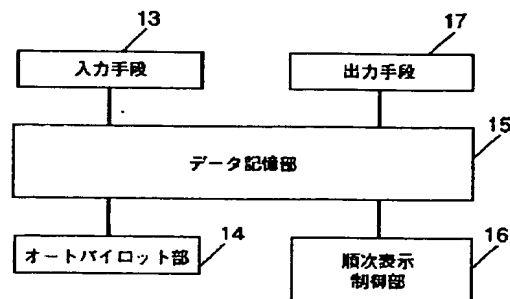 13
入力手段
17
出力手段
15
データ記憶部
14
オートパイロット部
16
順次表示
制御部